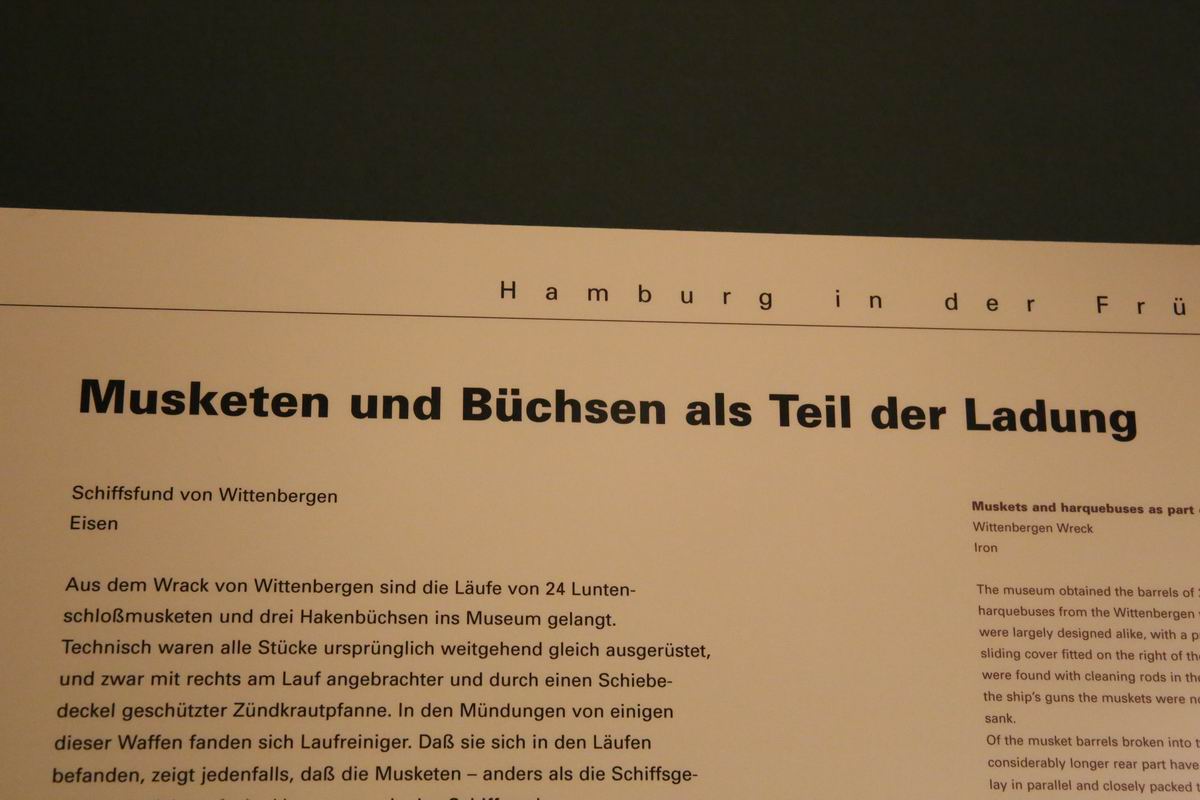 Hamburg in der Frü
Musketen und Büchsen als Teil der Ladung
Schiffsfund von Wittenbergen
Eisen
Aus dem Wrack von Wittenbergen sind die Läufe von 24 Lunten-
schloßmusketen und drei Hakenbüchsen ins Museum gelangt.
Technisch waren alle Stücke ursprünglich weitgehend gleich ausgerüstet,
und zwar mit rechts am Lauf angebrachter und durch einen Schiebe-
deckel geschützter Zündkrautpfanne. In den Mündungen von einigen
dieser Waffen fanden sich Laufreiniger. Daß sie sich in den Läufen
befanden, zeigt jedenfalls, daß die Musketen – anders als die Schiffsge-
Muskets and harquebuses as part
Wittenbergen Wreck
Iron
The museum obtained the barrels of
harquebuses from the Wittenbergen
were largely designed alike, with a p
sliding cover fitted on the right of the
were found with cleaning rods in the
the ship's guns the muskets were no
sank.
Of the musket barrels broken into t
considerably longer rear part have
lay in parallel and closely packed t